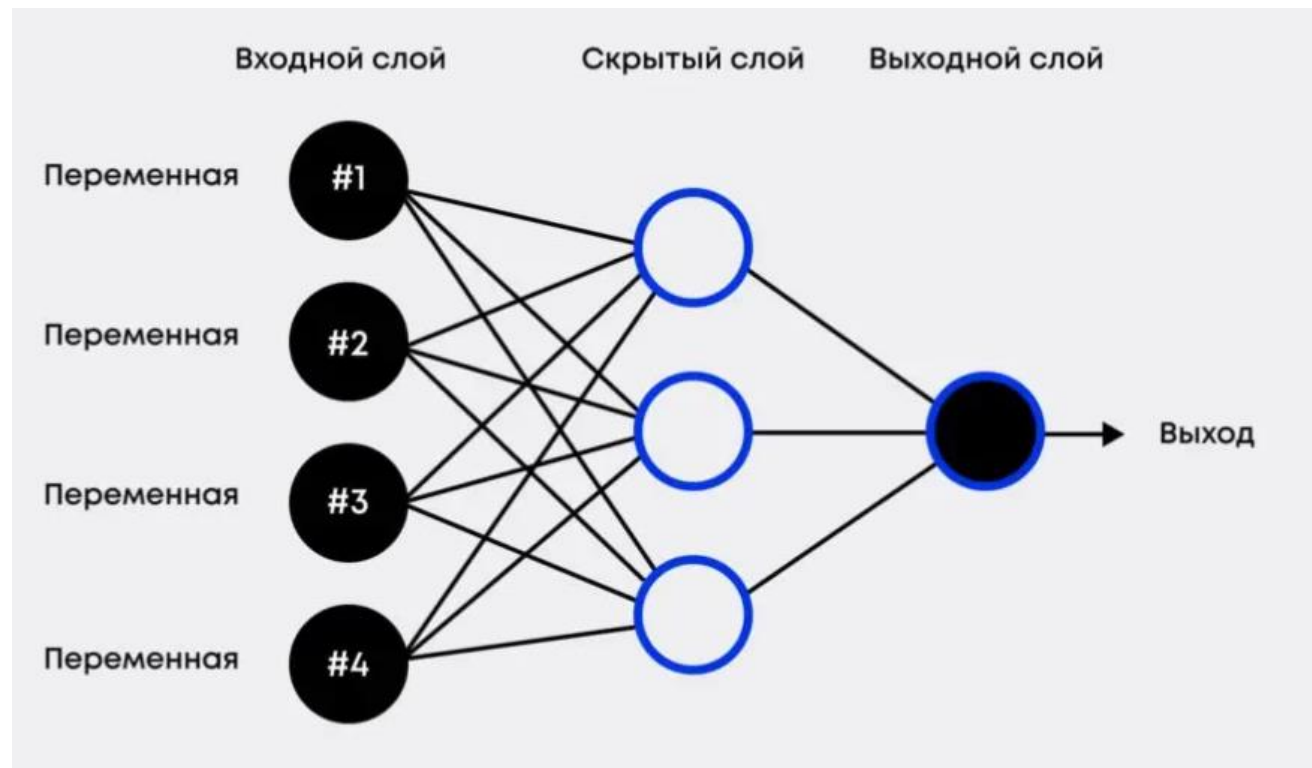 Входной слой
Скрытый слой
Выходной слой
Переменная
#1
Переменная
#2
Переменная
#3
Переменная
#4
Выход